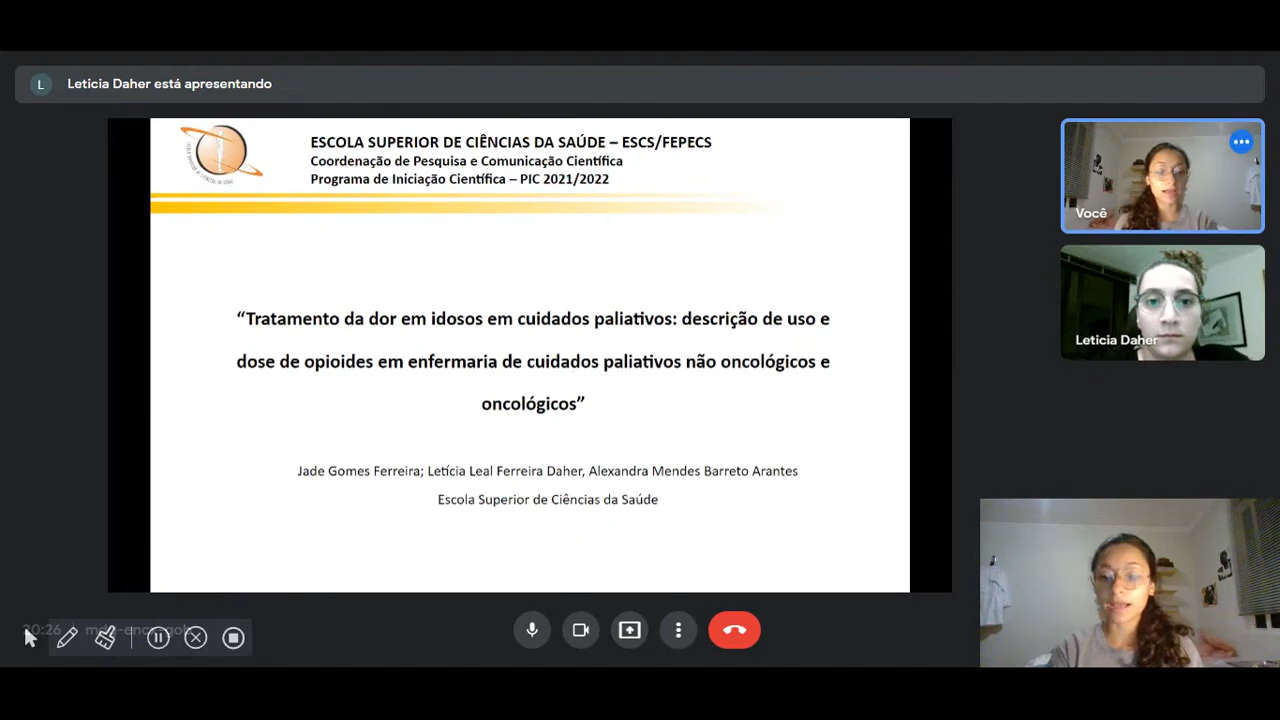 L
Leticia Daher está apresentando
ESCOLA SUPERIOR DE CIÊNCIAS DA SAÚDE – ESCS/FEPECS
Coordenação de Pesquisa e Comunicação Científica
Programa de Iniciação Científica – PIC 2021/2022
“Tratamento da dor em idosos em cuidados paliativos: descrição de uso e
dose de opioides em enfermaria de cuidados paliativos não oncológicos e
oncológicos”
Jade Gomes Ferreira; Letícia Leal Ferreira Daher, Alexandra Mendes Barreto Arantes
Escola Superior de Ciências da Saúde
Você
Leticia Daher
20:26